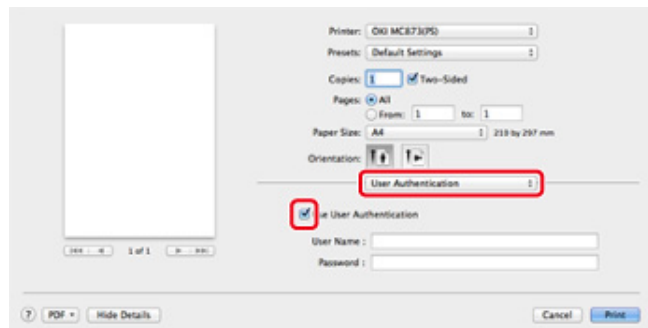 Printer: OKI MC873(PS)
Presets: Default Settings
Copies: 1 Two-Sided
Pages: All
From: 1 to: 1
Paper Size: A4 210 by 297 mm
Orientation:
User Authentication
Use User Authentication
User Name :
Password :
1 of 1
? PDF Hide Details Cancel Print